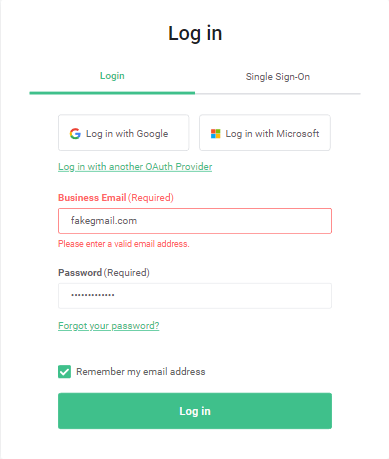 Log in
Login
Single Sign-On
Log in with Google
Log in with Microsoft
Log in with another OAuth Provider
Business Email (Required)
fakegmail.com
Please enter a valid email address.
Password (Required)
•••••••••••••
Forgot your password?
Remember my email address
Log in